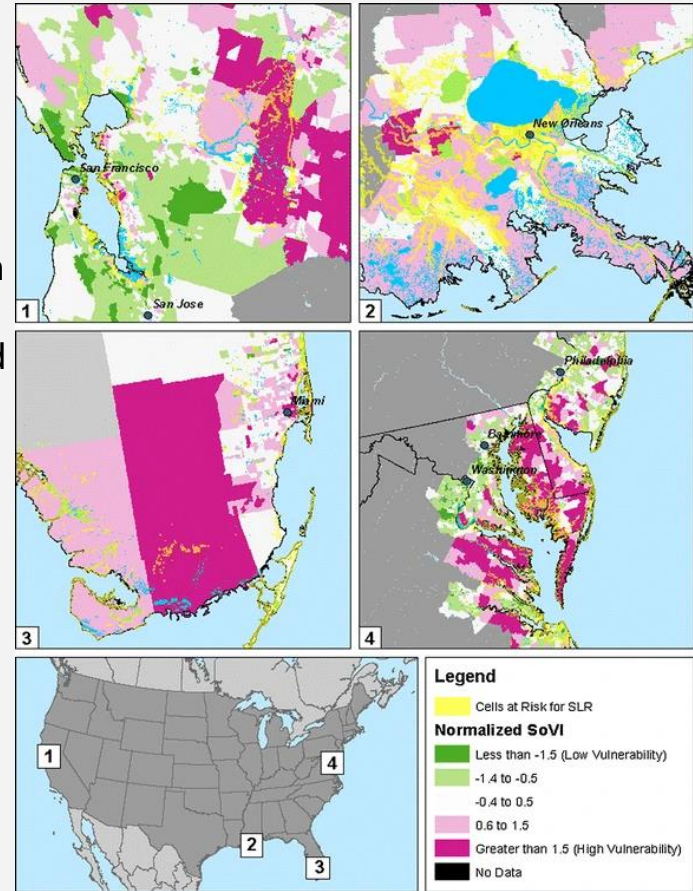 n
d
San Francisco
San Jose
1
New Orleans
2
Miami
3
Philadelphia
Baltimore
Washington
4
1
2
3
4
Legend
Cells at Risk for SLR
Normalized SoVI
Less than -1.5 (Low Vulnerability)
-1.4 to -0.5
-0.4 to 0.5
0.6 to 1.5
Greater than 1.5 (High Vulnerability)
No Data